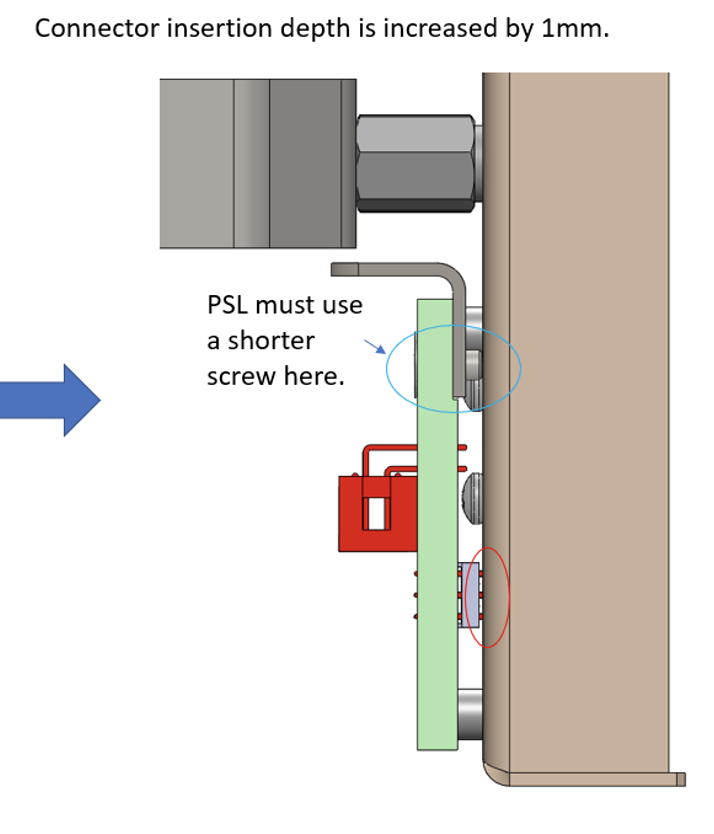 Connector insertion depth is increased by 1mm.
PSL must use
a shorter
screw here.